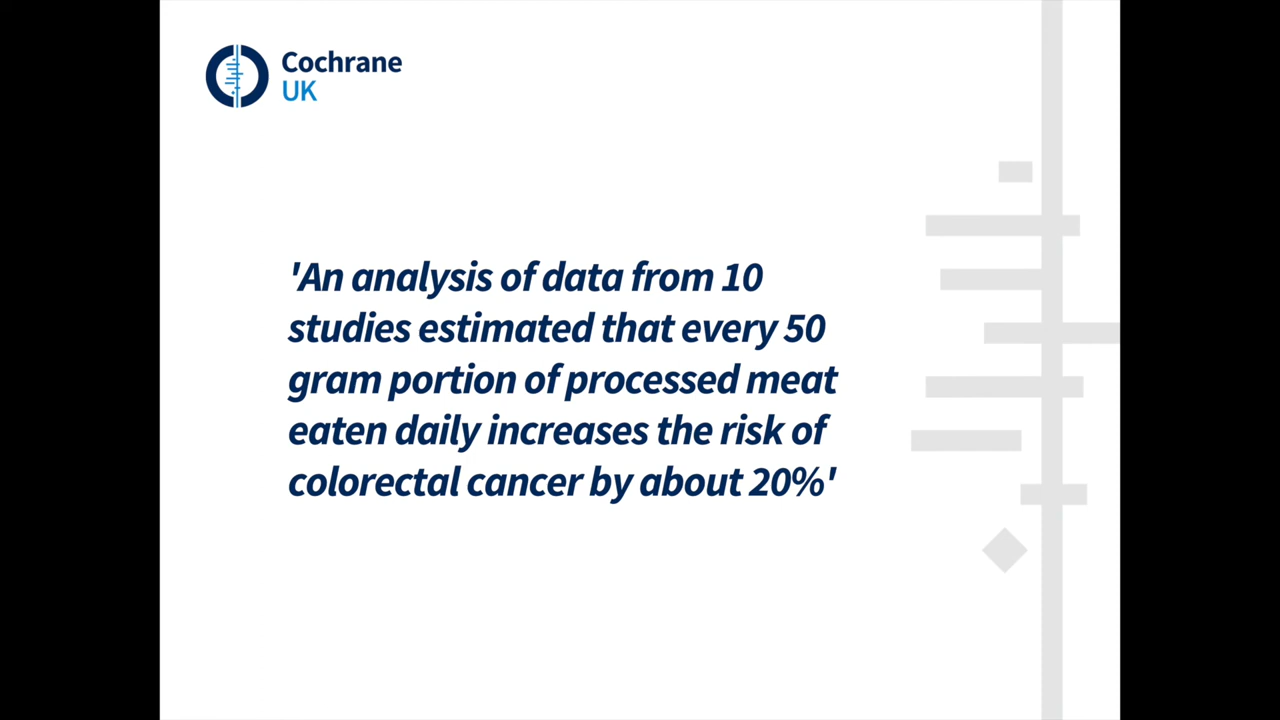 Cochrane
UK
'An analysis of data from 10
studies estimated that every 50
gram portion of processed meat
eaten daily increases the risk of
colorectal cancer by about 20%'